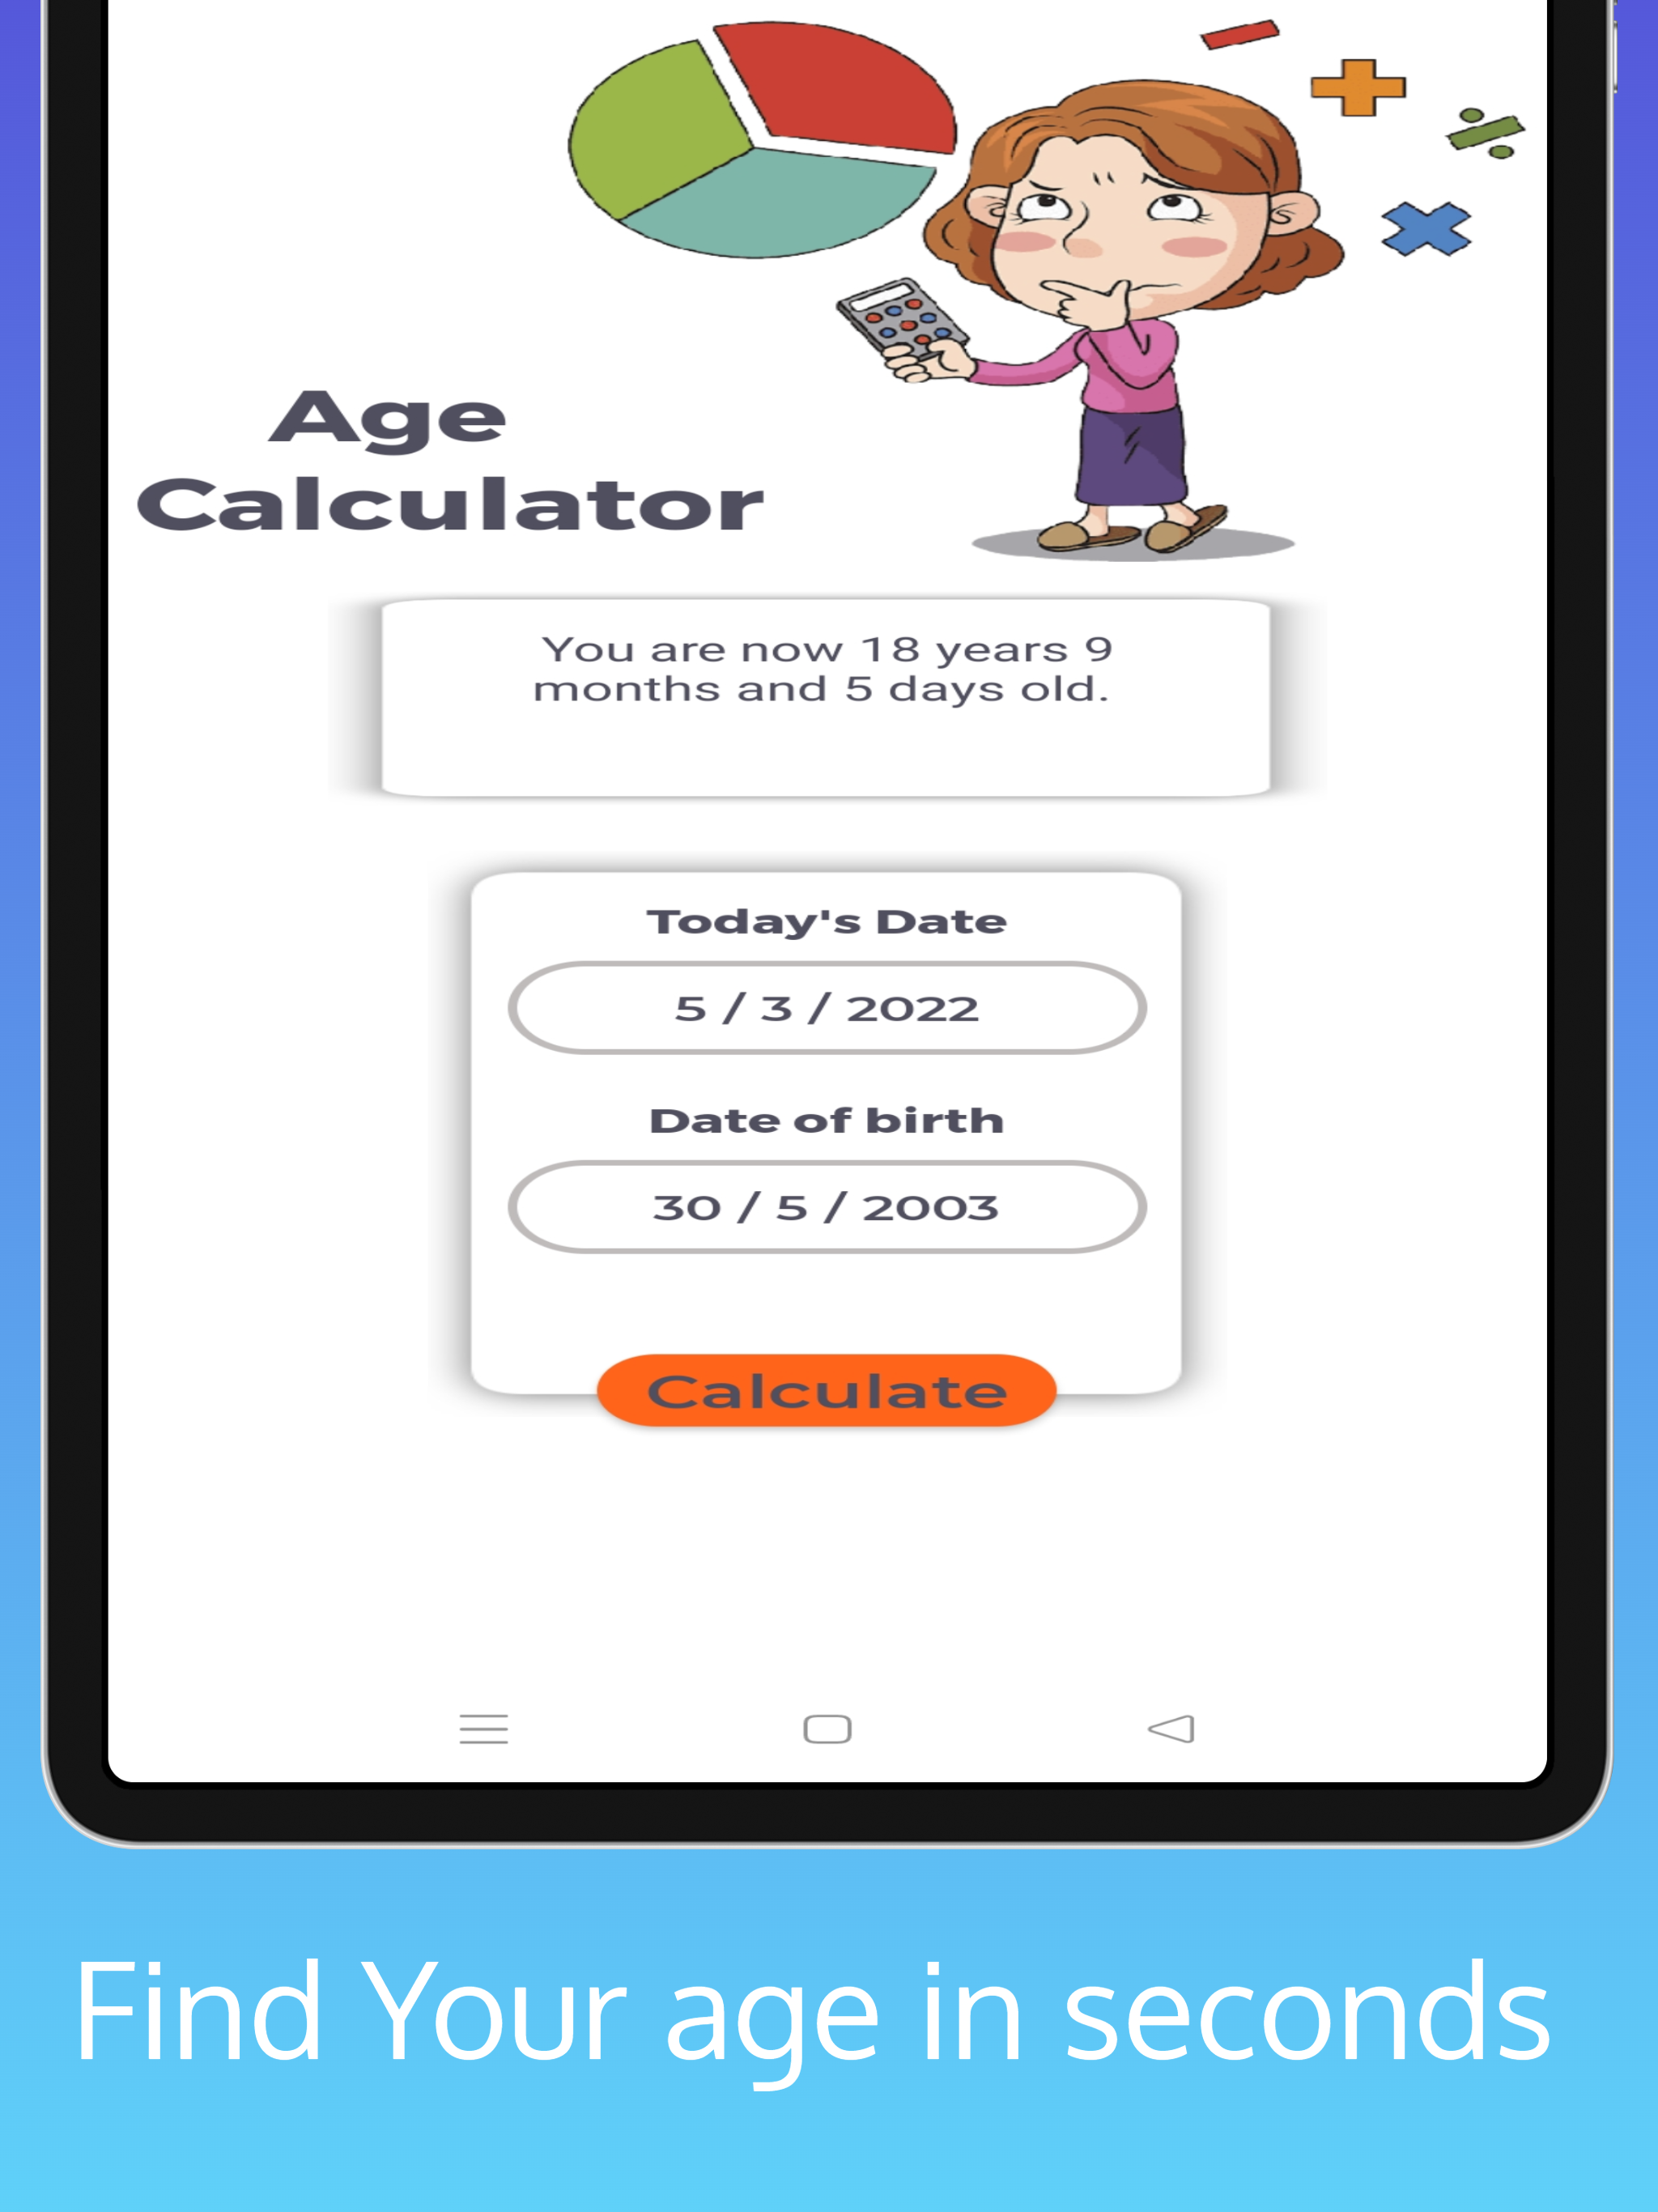 Age
Calculator
You are now 18 years 9
months and 5 days old.
Today's Date
5 / 3 / 2022
Date of birth
30 / 5 / 2003
Calculate
Find Your age in seconds